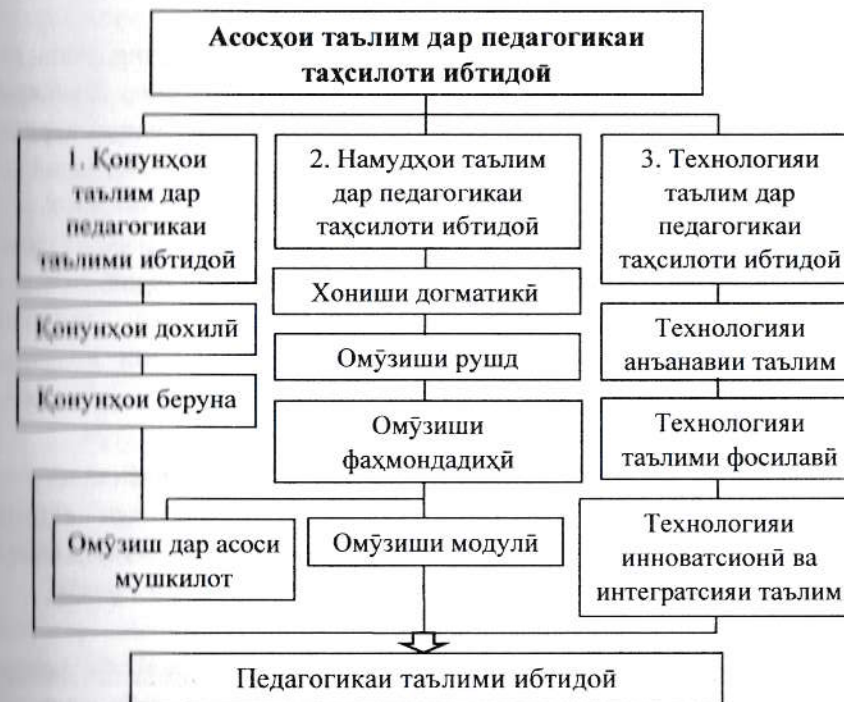 Асосҳои таълим дар педагогикаи
таҳсилоти ибтидоӣ
1. Қонунҳои
таълим дар
педагогикаи
таълими ибтидоӣ
Қонунҳои дохилӣ
Қонунҳои беруна
2. Намудҳои таълим
дар педагогикаи
таҳсилоти ибтидоӣ
Хониши догматикӣ
Омӯзиши рушд
Омӯзиши
фаҳмондадиҳӣ
Омӯзиш дар асоси
мушкилот
Омӯзиши модулӣ
3. Технологияи
таълим дар
педагогикаи
таҳсилоти ибтидоӣ
Технологияи
анъанавии таълим
Технологияи
таълими фосилавӣ
Технологияи
инноватсионӣ ва
интегратсияи таълим
Педагогикаи таълими ибтидоӣ